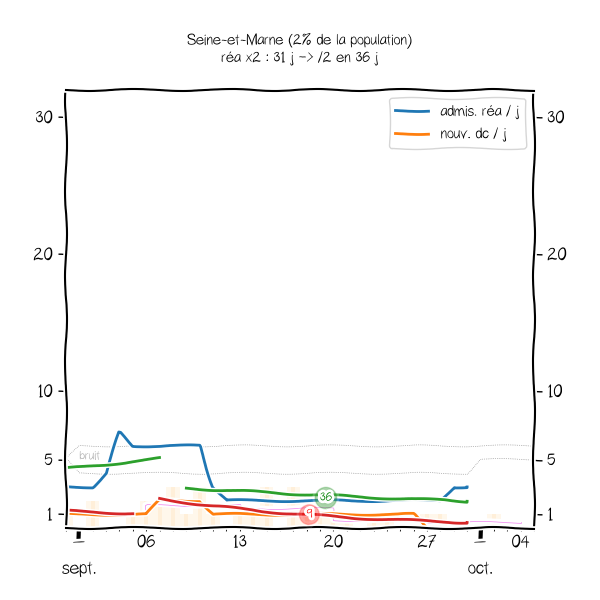 Seine-et-Marne (2% de la population)
réa x2 : 31 j -> /2 en 36 j
admis. réa / j
nouv. dc / j
30
30
20
20
10
10
5
5
bruit
36
9
1
1
06
13
20
27
04
sept.
oct.